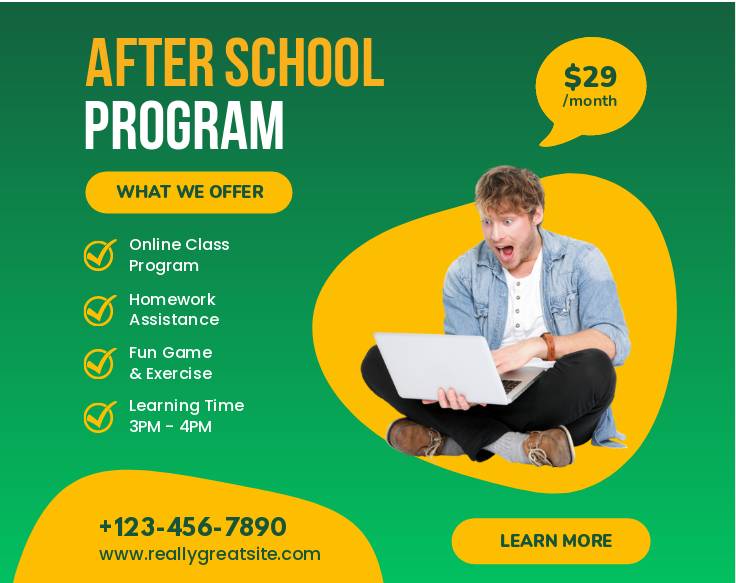 AFTER SCHOOL
PROGRAM
$29
/month
WHAT WE OFFER
Online Class
Program
Homework
Assistance
Fun Game
& Exercise
Learning Time
3PM - 4PM
+123-456-7890
www.reallygreatsite.com
LEARN MORE